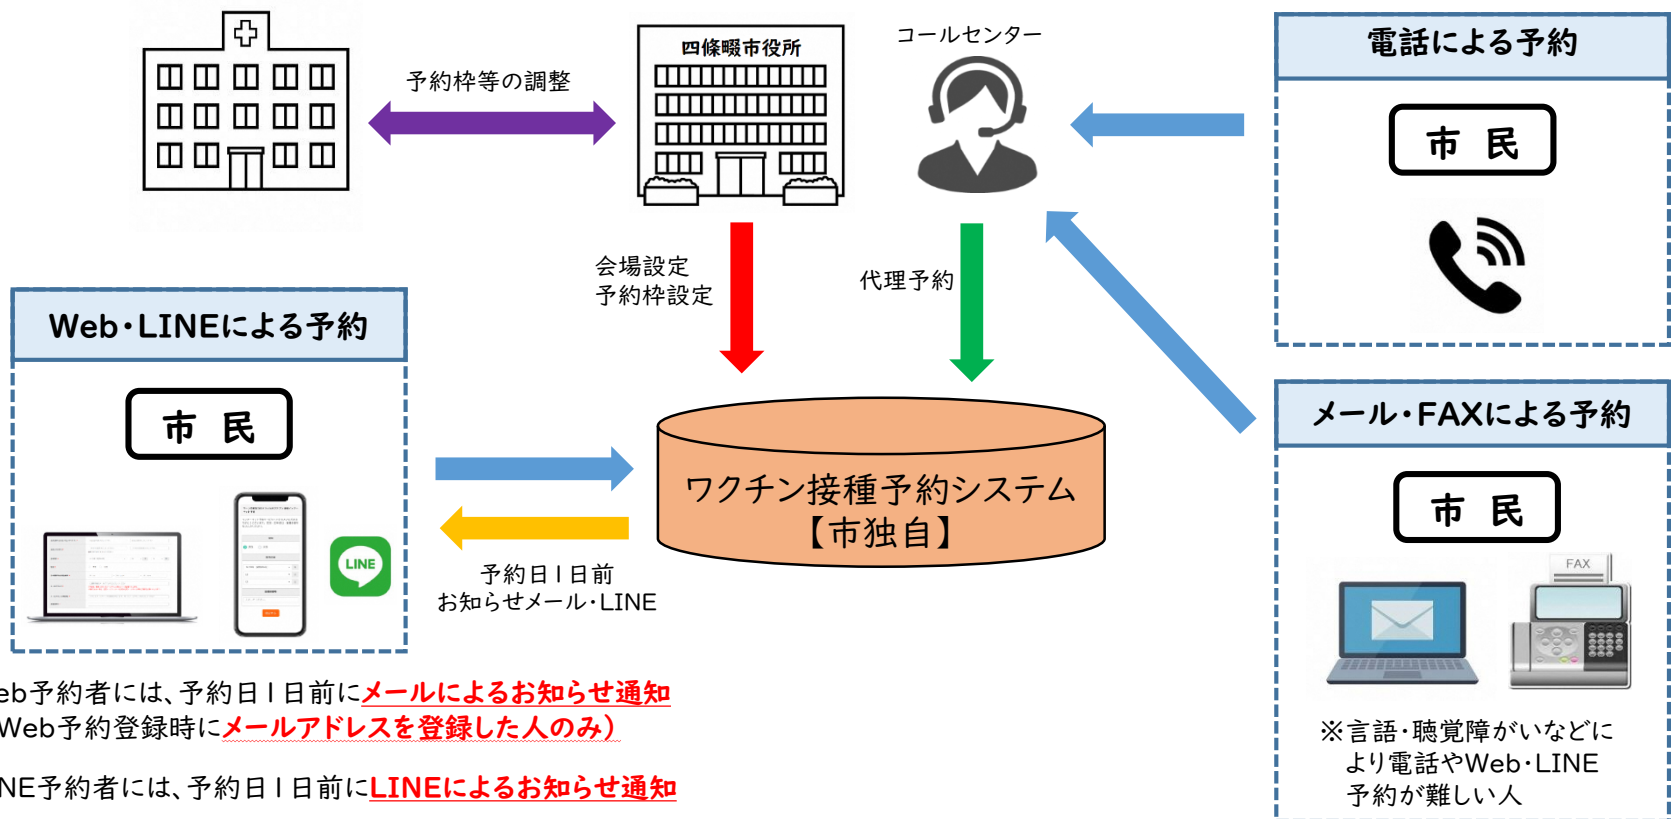 四條畷市役所
コールセンター
予約枠等の調整
電話による予約
市 民
会場設定
予約枠設定
代理予約
Web・LINEによる予約
市 民
LINE
ワクチン接種予約システム
【市独自】
予約日1日前
お知らせメール・LINE
メール・FAXによる予約
市 民
FAX
※言語・聴覚障がいなどに
より電話やWeb・LINE
予約が難しい人
eb予約者には、予約日1日前にメールによるお知らせ通知
Web予約登録時にメールアドレスを登録した人のみ）
NE予約者には、予約日1日前にLINEによるお知らせ通知